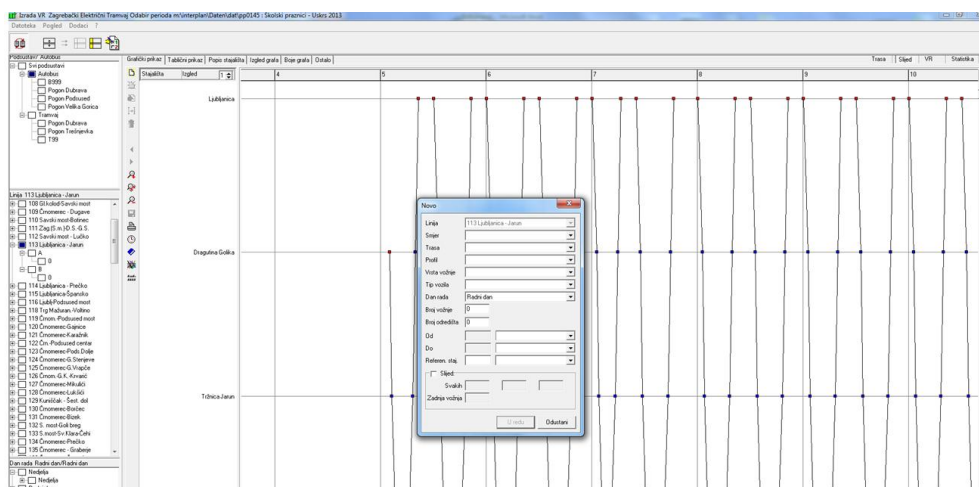 Izrada VR Zagrebački Električni Tramvaj Odabir perioda m:\interplan\Daten\dat\pp0145 : Školski praznici - Uskrs 2013
Datoteka Pogled Dodaci ?
Podsustavi? Autobus
Svi podsustavi
Autobus
B999
Pogon Dubrava
Pogon Podsused
Pogon Velika Gorica
Tramvaj
Pogon Dubrava
Pogon Trešnjevka
T99
Linija 113 Ljubljanica - Jarun
108 Gl.kolod-Savski most
109 Črnomerec - Dugave
110 Savski most-Botinec
111 Zag.(S.m.)-D.S.-G.S.
112 Savski most - Lučko
113 Ljubljanica - Jarun
A
0
B
0
114 Ljubljanica - Prečko
115 Ljubljanica-Špansko
116 Ljublj-Podsused most
118 Trg Mažuran.-Voltino
119 Črnom.-Podsused most
120 Črnomerec-Gajnice
121 Črnomerec-Karažnik
122 Črn.-Podsused centar
123 Črnomerec-Pods.Dolje
124 Črnomerec-G.Stenjeve
125 Črnomerec-G.Vrapče
126 Črnom.-G.K.-Krvarić
127 Črnomerec-Mikulići
128 Črnomerec-Lukšići
129 Kuniščak - Šest. dol
130 Črnomerec-Borčec
131 Črnomerec-Bizek
132 S. most-Goli breg
133 S.most-Sv.Klara-Čehi
134 Črnomerec-Prečko
135 Črnomerec - Graberje
Dan rada Radni dan/Radni dan
Nedjelja
Nedjelja
Grafički prikaz Tablični prikaz Popis stajališta Izgled grafa Boje grafa Ostalo
Trasa Slijed VR Statistika
Stajališta Izgled 1
4 5 6 7 8 9 10
Ljubljanica
Dragutina Golika
Tržnica Jarun
Novo
Linija 113 Ljubljanica - Jarun
Smjer
Trasa
Profil
Vrsta vožnje
Tip vozila
Dan rada Radni dan
Broj vožnje 0
Broj odredišta 0
Od
Do
Referen. staj.
Slijed
Svakih
Zadnja vožnja
U redu Odustani